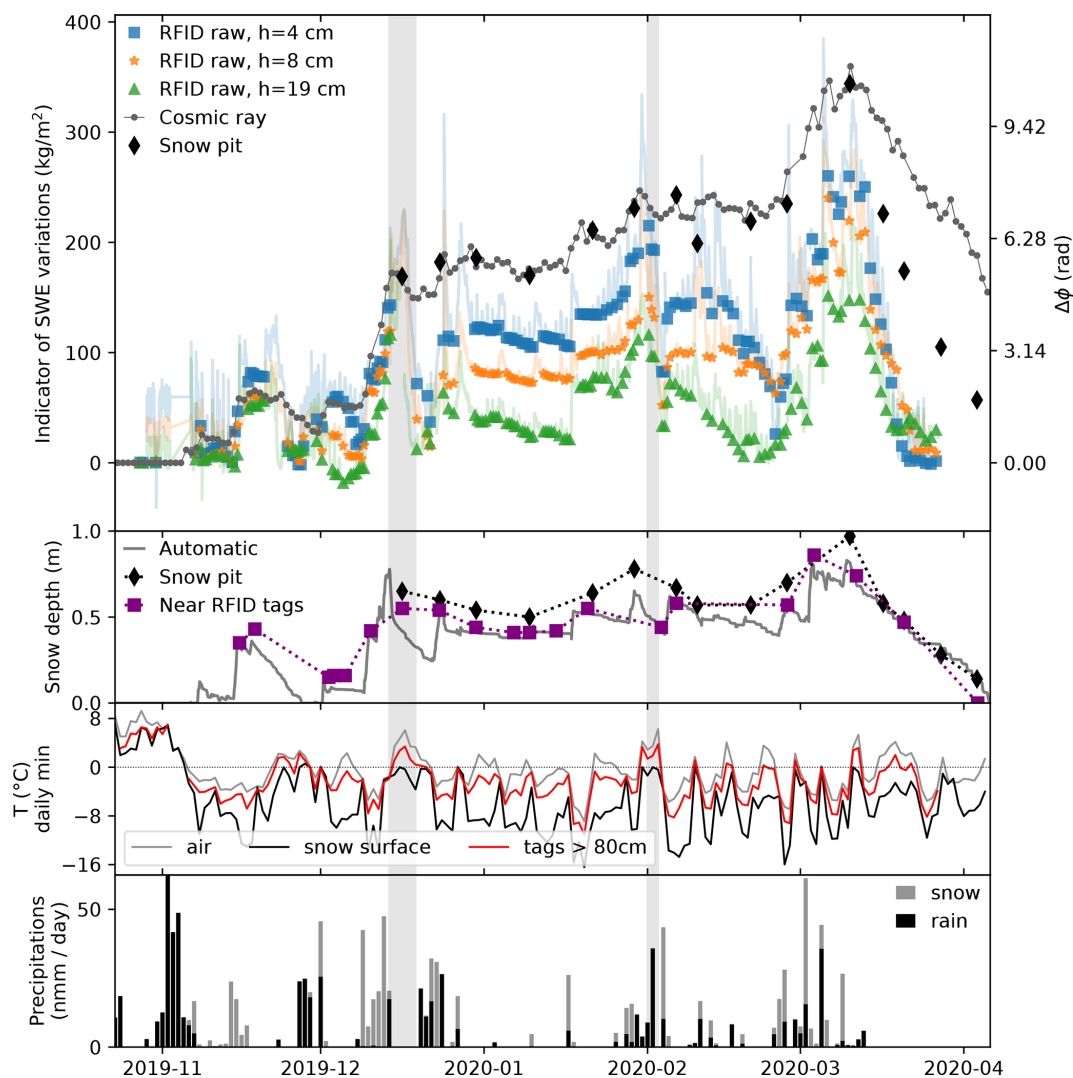 400
300
200
100
0
Indicator of SWE variations (kg/m²)
RFID raw, h=4 cm
RFID raw, h=8 cm
RFID raw, h=19 cm
Cosmic ray
Snow pit
9.42
6.28
3.14
0.00
Δϕ (rad)
1.0
0.5
0.0
Snow depth (m)
Automatic
Snow pit
Near RFID tags
8
0
−8
−16
T (°C)
daily min
air
snow surface
tags > 80cm
50
0
Precipitations
(nmm / day)
snow
rain
2019-11
2019-12
2020-01
2020-02
2020-03
2020-04